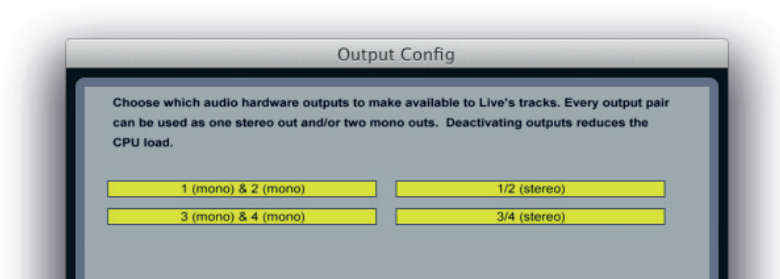 Output Config
Choose which audio hardware outputs to make available to Live's tracks. Every output pair
can be used as one stereo out and/or two mono outs.  Deactivating outputs reduces the
CPU load.
1 (mono) & 2 (mono)
1/2 (stereo)
3 (mono) & 4 (mono)
3/4 (stereo)